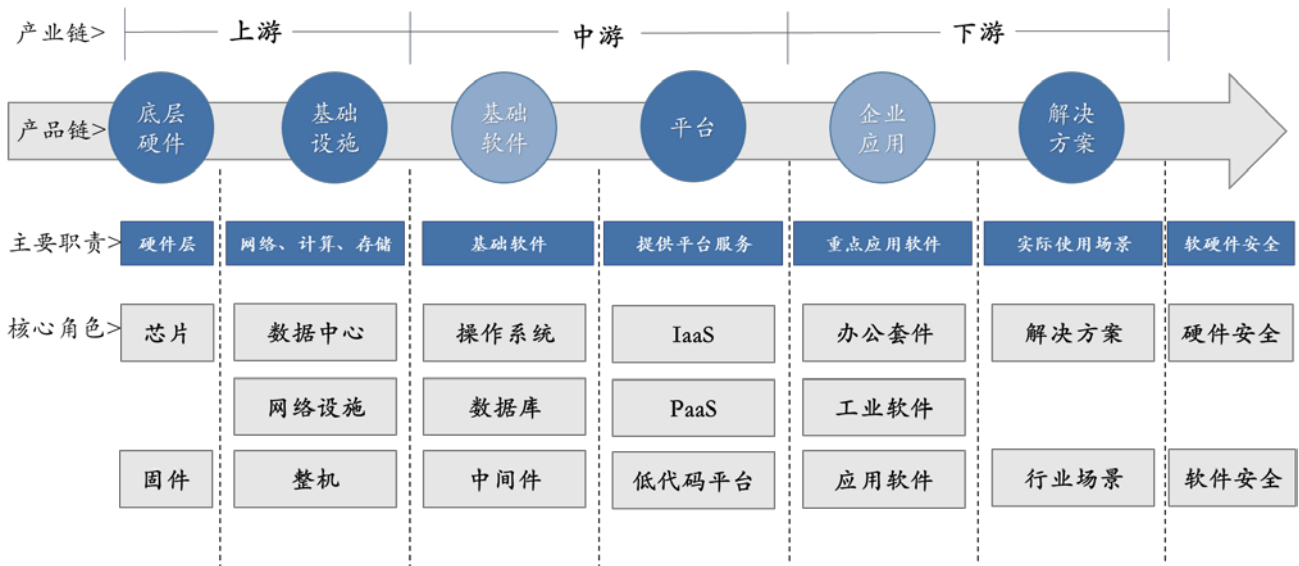 产业链> 上游 中游 下游
产品链> 底层硬件 基础设施 基础软件 平台 企业应用 解决方案
主要职责> 硬件层 网络、计算、存储 基础软件 提供平台服务 重点应用软件 实际使用场景 软硬件安全
核心角色> 芯片 数据中心 操作系统 IaaS 办公套件 解决方案 硬件安全
网络设施 数据库 PaaS 工业软件
固件 整机 中间件 低代码平台 应用软件 行业场景 软件安全